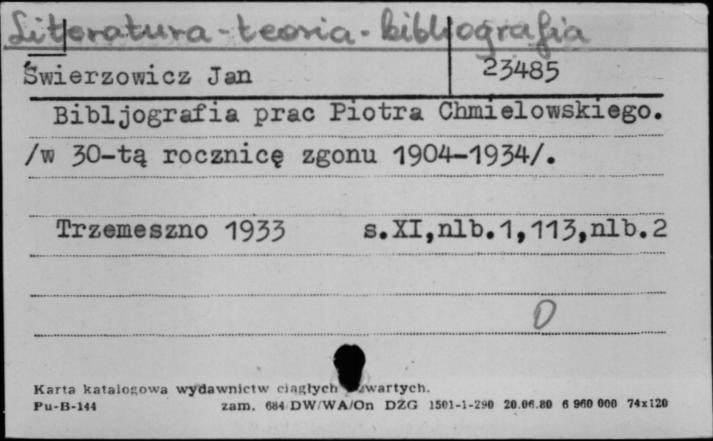 Literatura - teoria - bibliografia
Świerzowicz Jan 23485
Bibljografia prac Piotra Chmielowskiego.
/w 30-tą rocznicę zgonu 1904-1934/.
Trzemeszno 1933 s.XI,nlb.1,113,nlb.2
0
Karta katalogowa wydawnictw ciągłych zwartych.
Pu-B-144 zam. 684/DW/WA/On DZG 1501-1-290 20.06.80 6 960 000 74x120